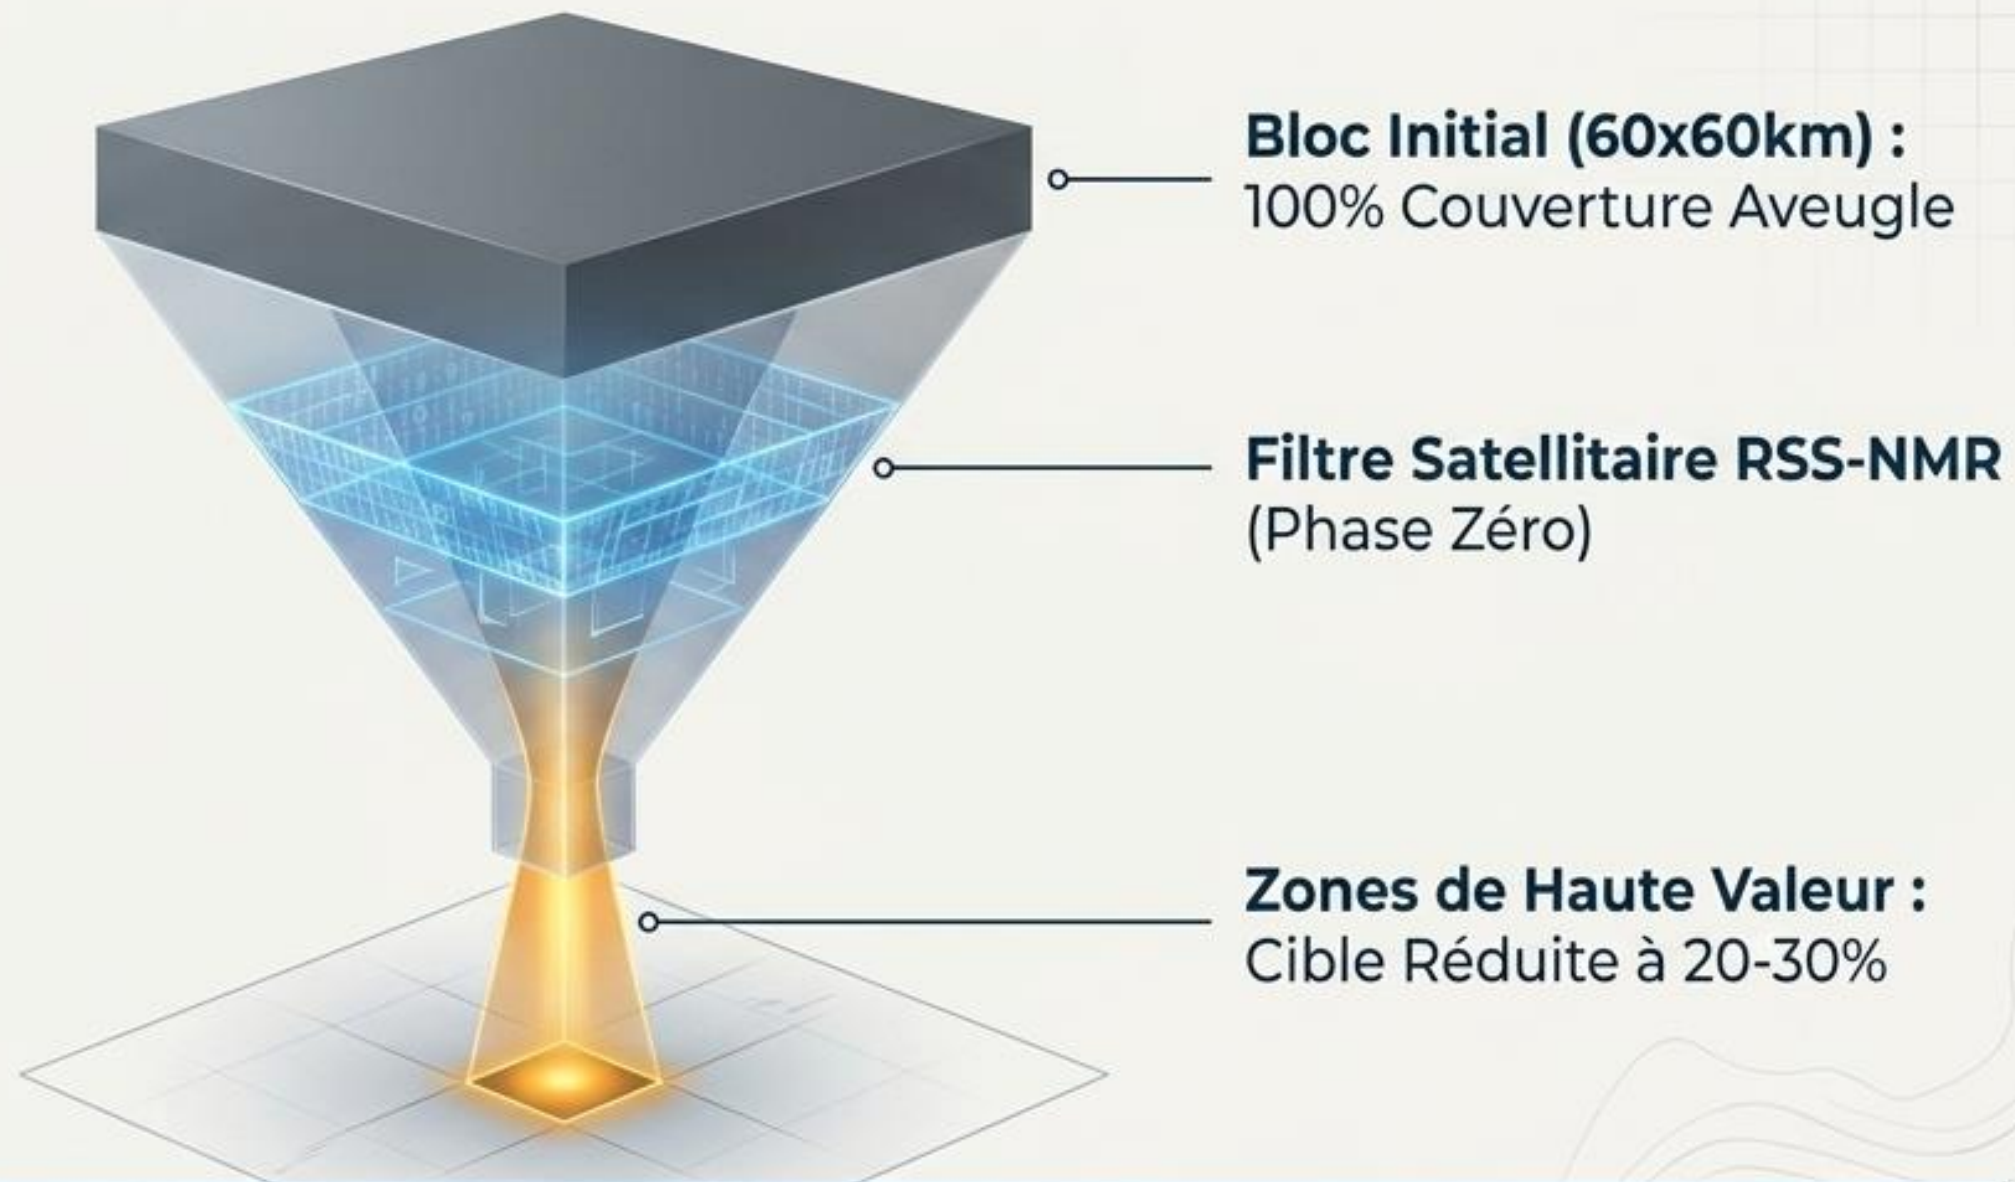 Bloc Initial (60x60km) :
100% Couverture Aveugle
Filtre Satellitaire RSS-NMR
(Phase Zéro)
Zones de Haute Valeur :
Cible Réduite à 20-30%